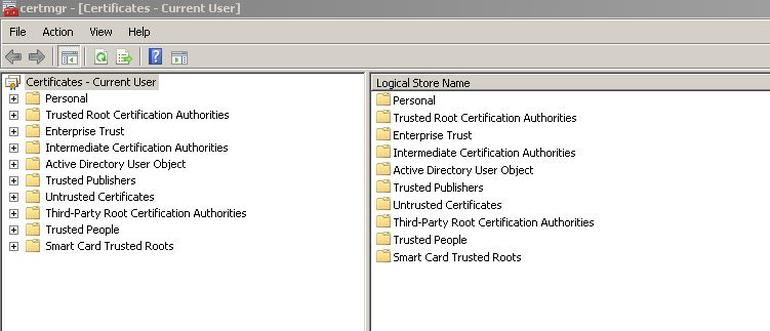 certmgr - [Certificates - Current User]
File Action View Help
Certificates - Current User
Personal
Trusted Root Certification Authorities
Enterprise Trust
Intermediate Certification Authorities
Active Directory User Object
Trusted Publishers
Untrusted Certificates
Third-Party Root Certification Authorities
Trusted People
Smart Card Trusted Roots
Logical Store Name
Personal
Trusted Root Certification Authorities
Enterprise Trust
Intermediate Certification Authorities
Active Directory User Object
Trusted Publishers
Untrusted Certificates
Third-Party Root Certification Authorities
Trusted People
Smart Card Trusted Roots